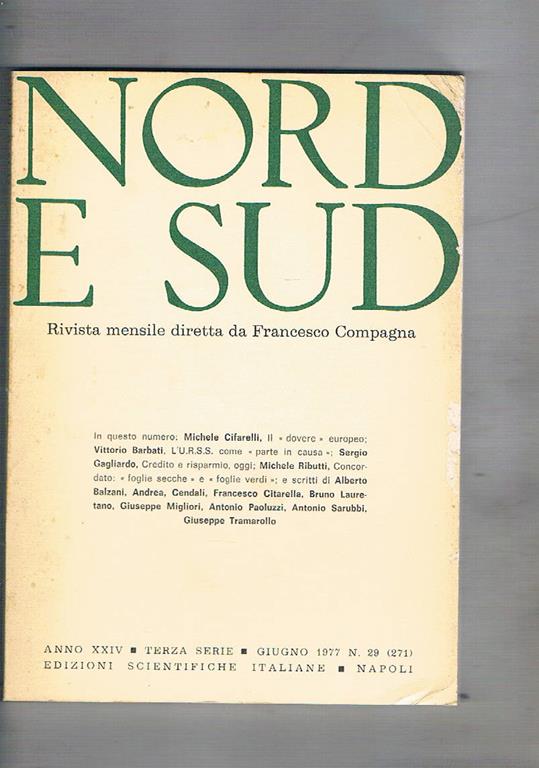 NORD
E SUD
Rivista mensile diretta da Francesco Compagna
In questo numero: Michele Cifarelli, Il « dovere » europeo;
Vittorio Barbati, L'U.R.S.S. come « parte in causa »; Sergio
Gagliardo, Credito e risparmio, oggi; Michele Ributti, Concor-
dato: « foglie secche » e « foglie verdi »; e scritti di Alberto
Balzani, Andrea, Cendali, Francesco Citarella, Bruno Laure-
tano, Giuseppe Migliori, Antonio Paoluzzi, Antonio Sarubbi,
Giuseppe Tramarollo
ANNO XXIV ■ TERZA SERIE ■ GIUGNO 1977 N. 29 (271)
EDIZIONI SCIENTIFICHE ITALIANE ■ NAPOLI